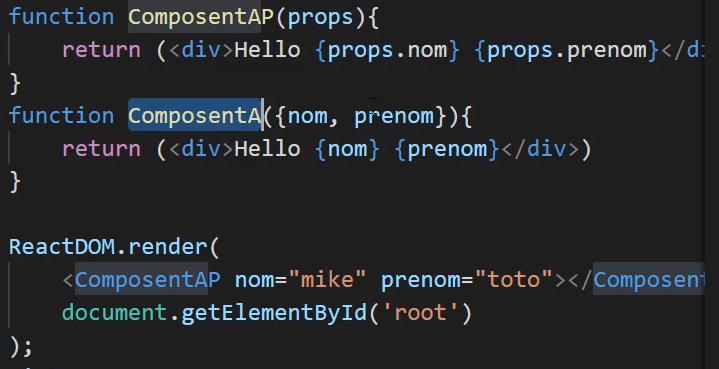 function ComposentAP(props){
return (<div>Hello {props.nom} {props.prenom}</di
}
function ComposentA({nom, prenom}){
return (<div>Hello {nom} {prenom}</div>)
}
ReactDOM.render(
<ComposentAP nom="mike" prenom="toto"></Composent
document.getElementById('root')
);